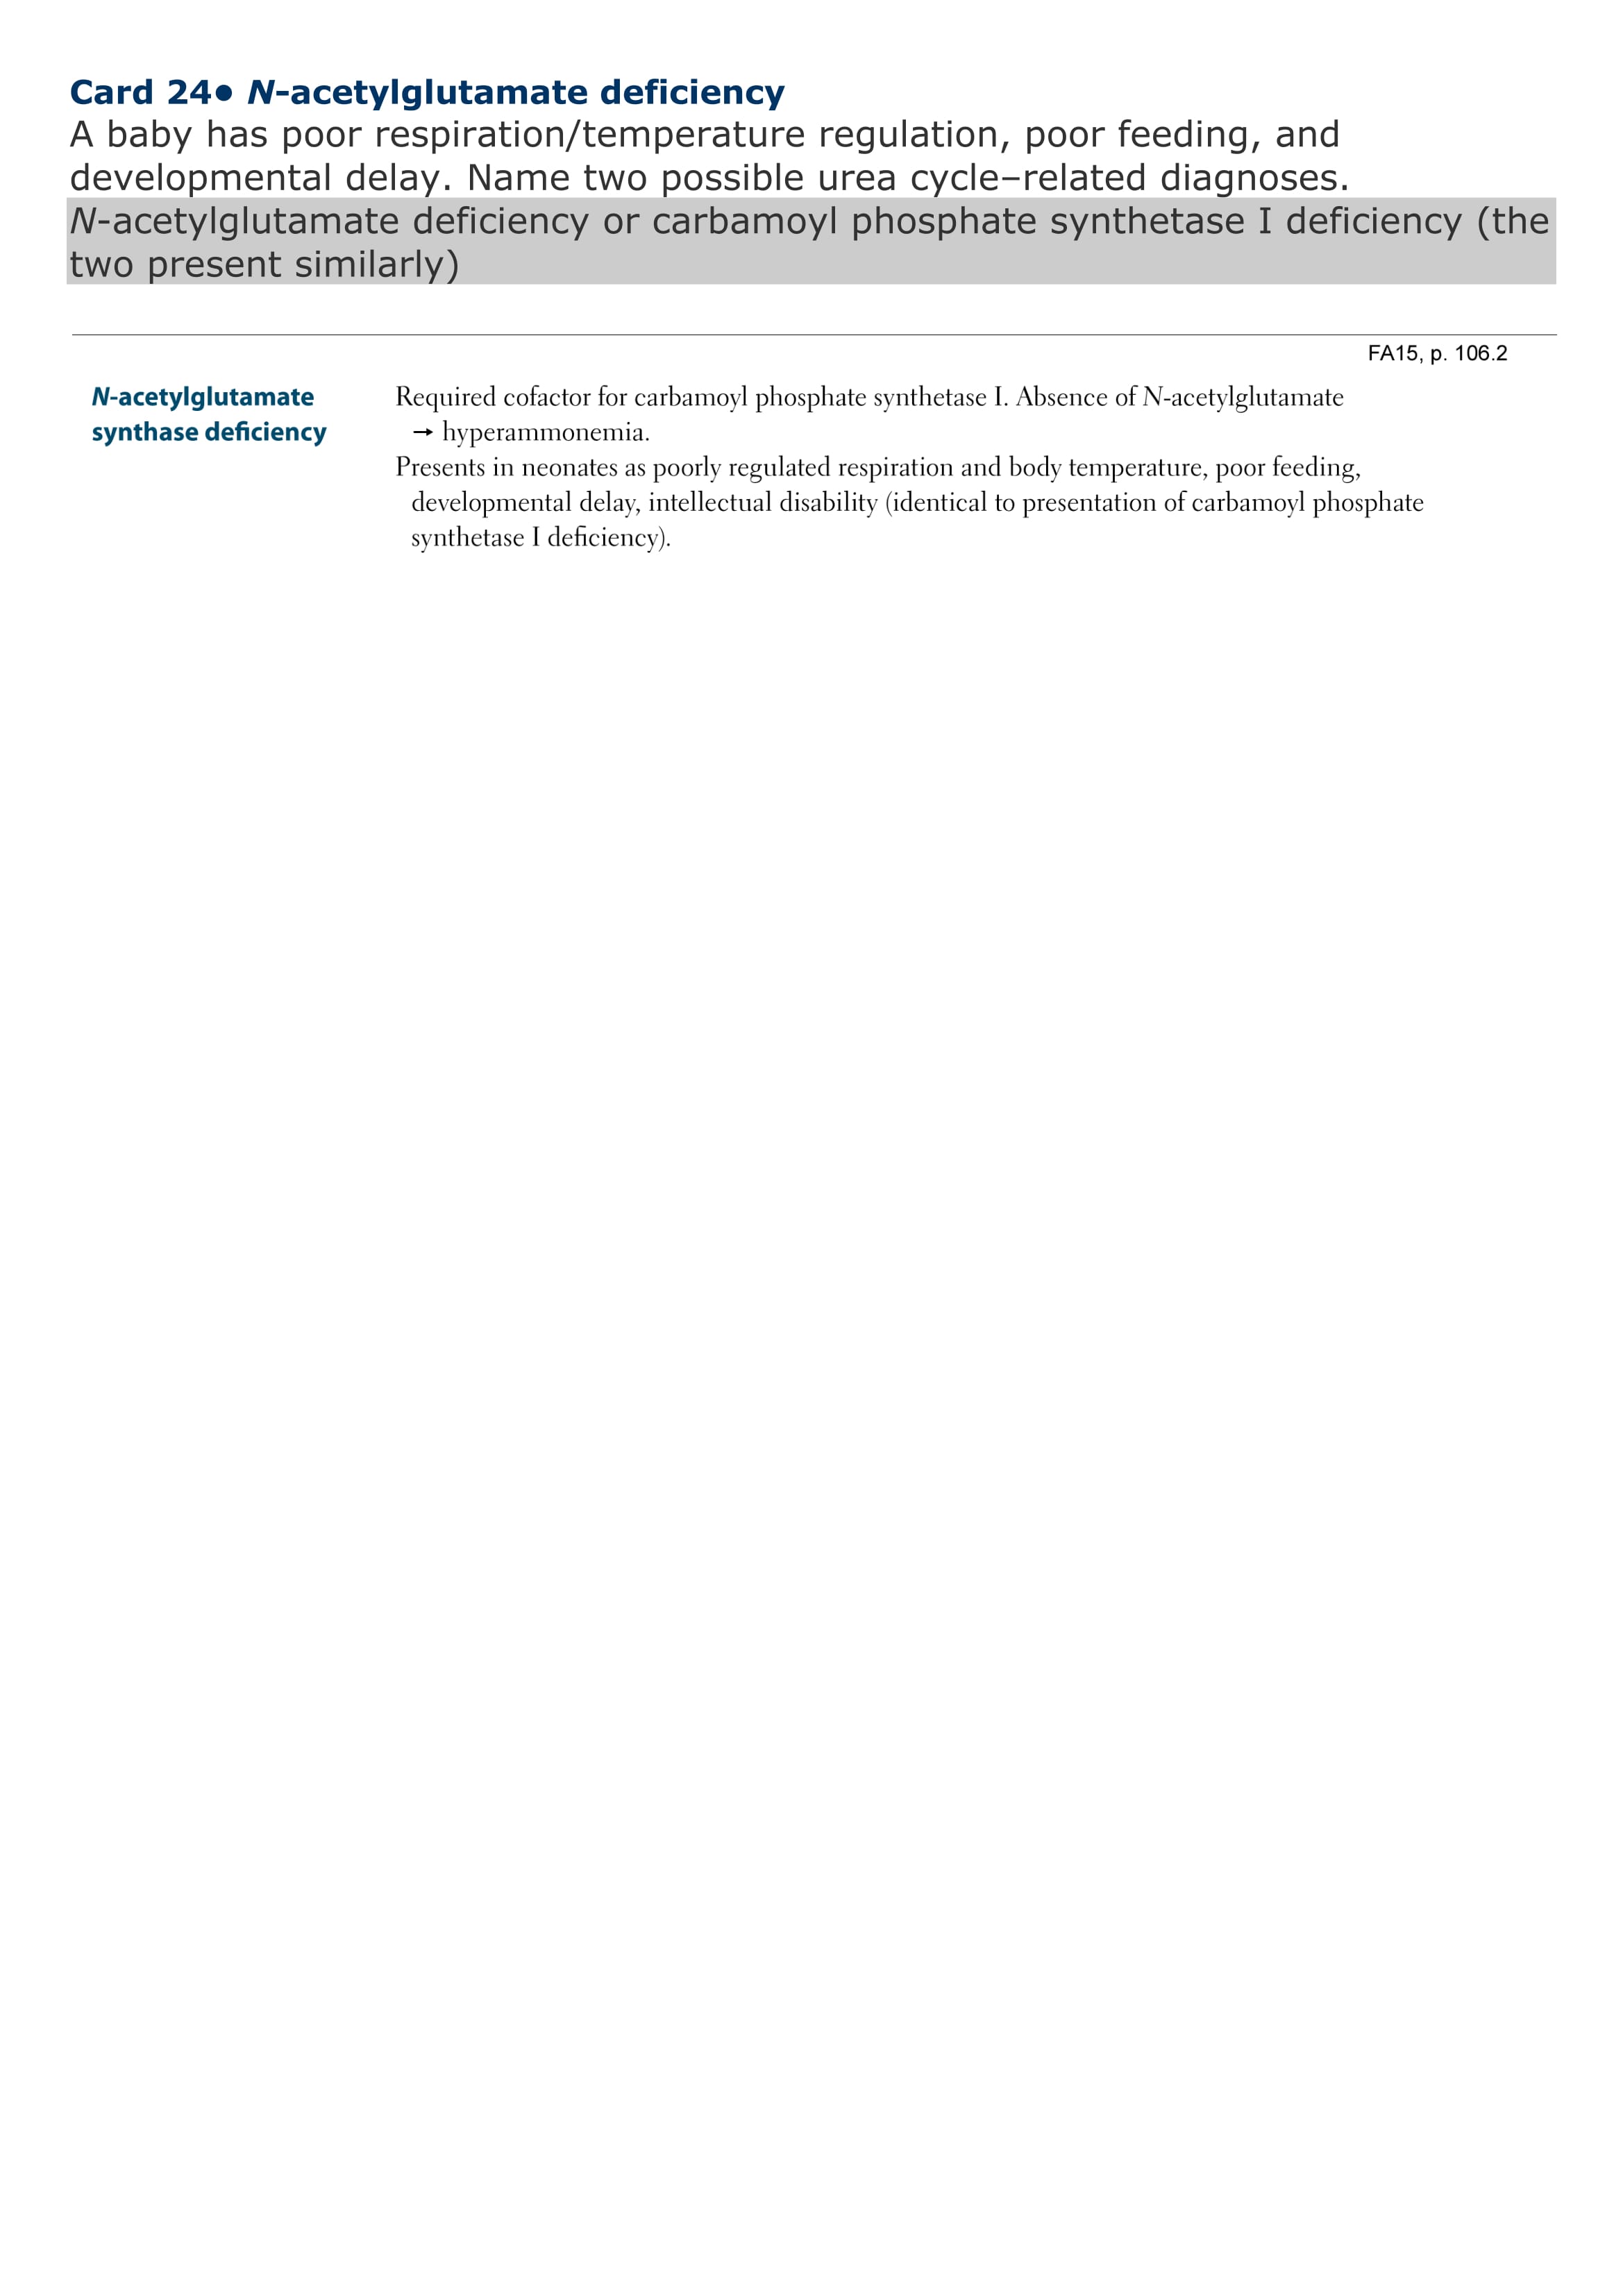 Card 24● N-acetylglutamate deficiency
A baby has poor respiration/temperature regulation, poor feeding, and
developmental delay. Name two possible urea cycle–related diagnoses.
N-acetylglutamate deficiency or carbamoyl phosphate synthetase I deficiency (the
two present similarly)
FA15, p. 106.2
N-acetylglutamate
synthase deficiency
Required cofactor for carbamoyl phosphate synthetase I. Absence of N-acetylglutamate
→ hyperammonemia.
Presents in neonates as poorly regulated respiration and body temperature, poor feeding,
developmental delay, intellectual disability (identical to presentation of carbamoyl phosphate
synthetase I deficiency).